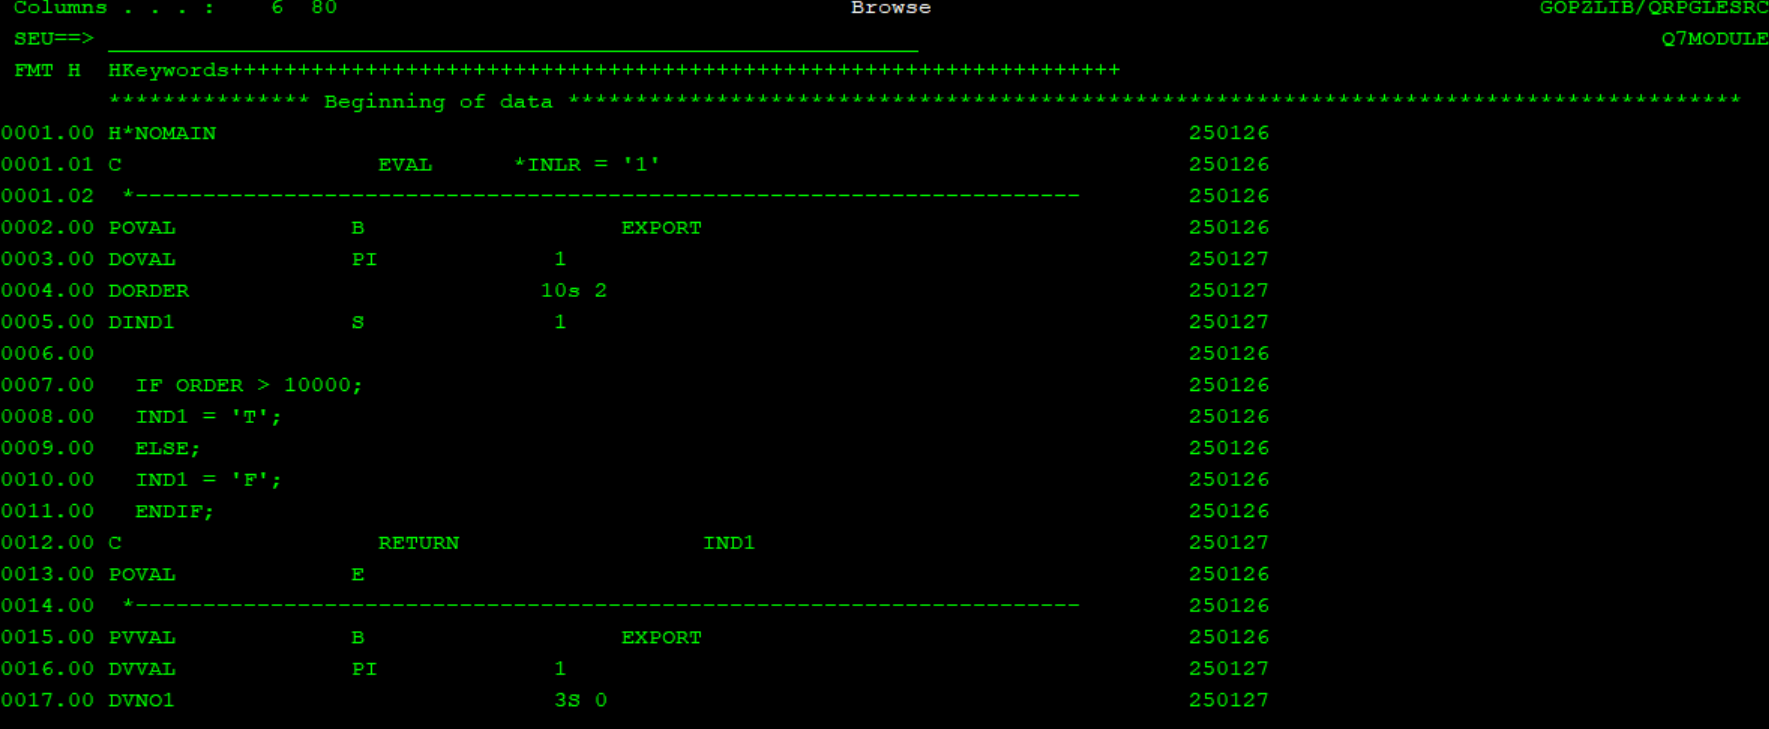 Columns . . . :    6  80                                      Browse                                             GOPZLIB/QRPGLESRC
SEU==>                                                                                                                    Q7MODULE
FMT H  HKeywords++++++++++++++++++++++++++++++++++++++++++++++++++++++++++++++++++
       *************** Beginning of data ***************************************************************************************
0001.00 H*NOMAIN                                                                        250126
0001.01 C                   EVAL      *INLR = '1'                                       250126
0001.02  *----------------------------------------------------------------------         250126
0002.00 POVAL             B                   EXPORT                                    250126
0003.00 DOVAL             PI             1                                              250127
0004.00 DORDER                          10s 2                                           250127
0005.00 DIND1             S              1                                              250127
0006.00                                                                                 250126
0007.00   IF ORDER > 10000;                                                             250126
0008.00   IND1 = 'T';                                                                   250126
0009.00   ELSE;                                                                         250126
0010.00   IND1 = 'F';                                                                   250126
0011.00   ENDIF;                                                                        250126
0012.00 C                   RETURN                  IND1                                250127
0013.00 POVAL             E                                                             250126
0014.00  *----------------------------------------------------------------------         250126
0015.00 PVVAL             B                   EXPORT                                    250126
0016.00 DVVAL             PI             1                                              250127
0017.00 DVNO1                            3S 0                                           250127